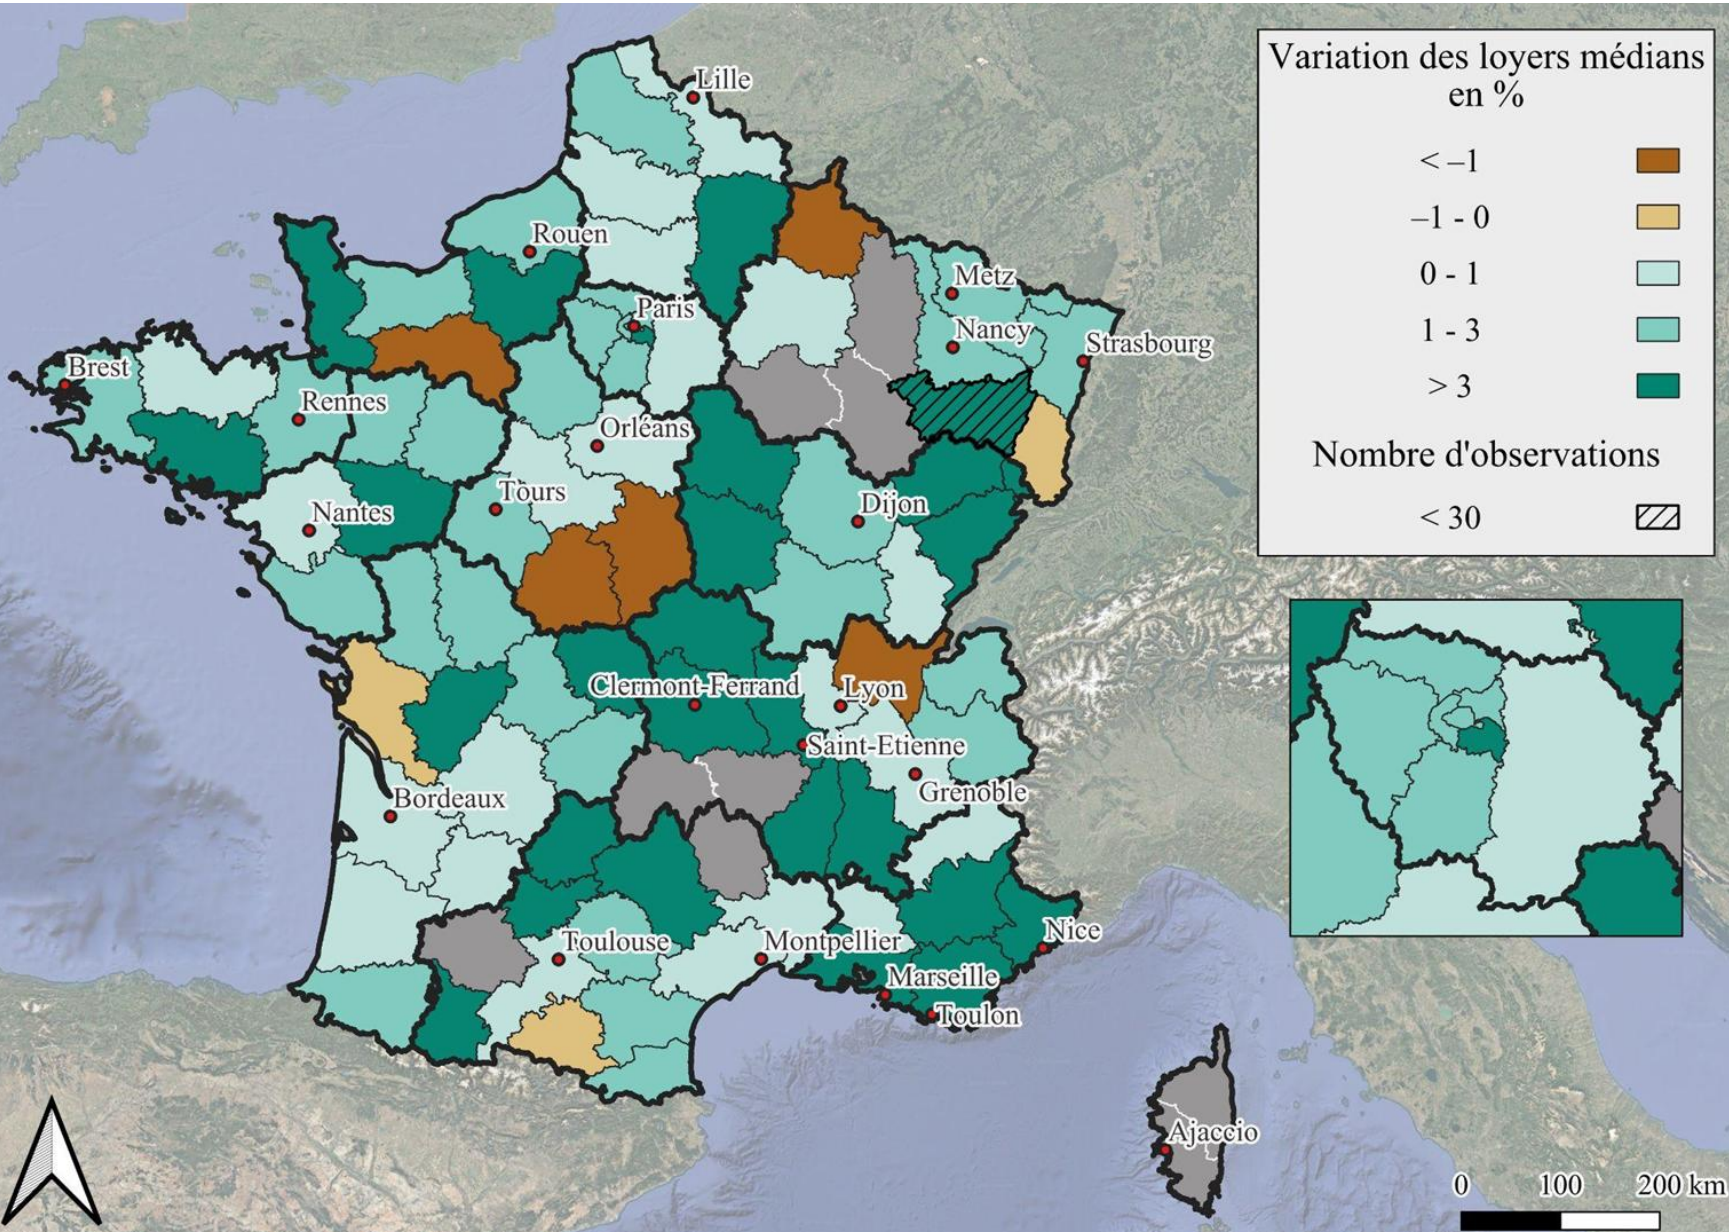 Variation des loyers médians
en %
< –1
–1 - 0
0 - 1
1 - 3
> 3
Nombre d'observations
< 30
Lille
Rouen
Metz
Paris
Nancy
Strasbourg
Brest
Rennes
Orléans
Tours
Dijon
Nantes
Clermont-Ferrand
Lyon
Saint-Etienne
Grenoble
Bordeaux
Toulouse
Montpellier
Nice
Marseille
Toulon
Ajaccio
0 100 200 km